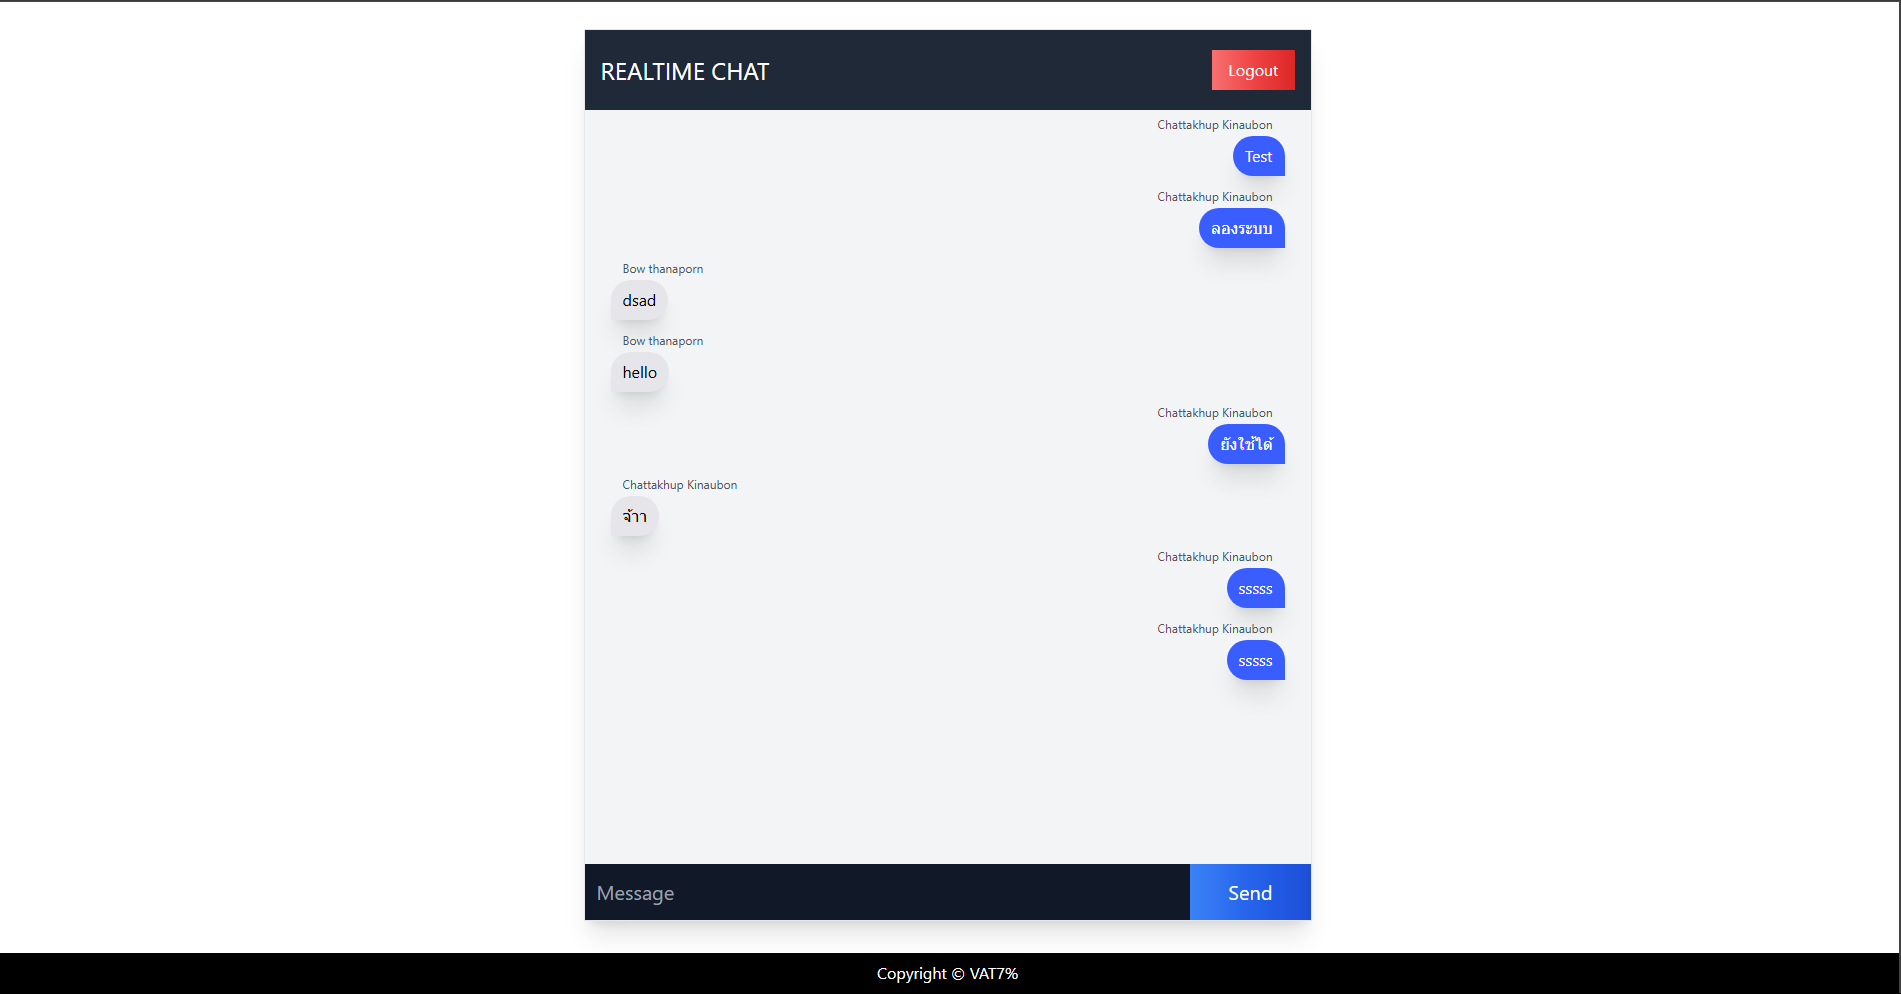 REALTIME CHAT
Logout
Chattakhup Kinaubon
Test
Chattakhup Kinaubon
ลองระบบ
Bow thanaporn
dsad
Bow thanaporn
hello
Chattakhup Kinaubon
ยังใช้ได้
Chattakhup Kinaubon
จ้าา
Chattakhup Kinaubon
sssss
Chattakhup Kinaubon
sssss
Message
Send
Copyright © VAT7%